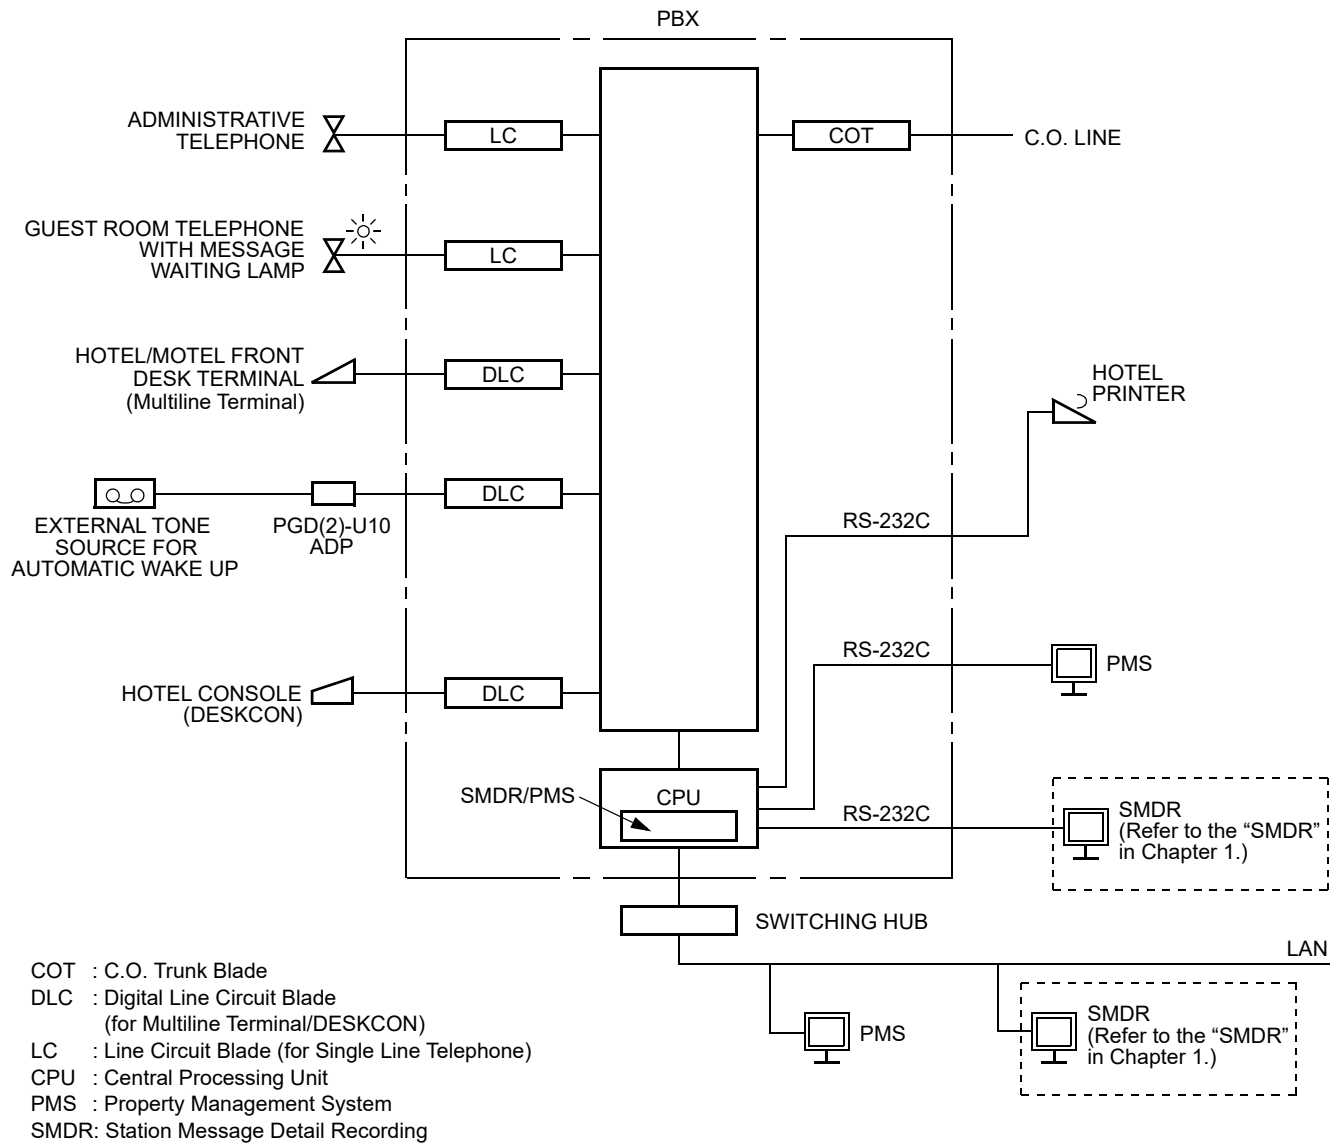 PBX
ADMINISTRATIVE
TELEPHONE
LC
COT
C.O. LINE
GUEST ROOM TELEPHONE
WITH MESSAGE
WAITING LAMP
LC
HOTEL/MOTEL FRONT
DESK TERMINAL
(Multiline Terminal)
DLC
HOTEL
PRINTER
DLC
EXTERNAL TONE
SOURCE FOR
AUTOMATIC WAKE UP
PGD(2)-U10
ADP
RS-232C
RS-232C
PMS
HOTEL CONSOLE
(DESKCON)
DLC
SMDR/PMS
CPU
RS-232C
SMDR
(Refer to the “SMDR”
in Chapter 1.)
SWITCHING HUB
LAN
PMS
SMDR
(Refer to the “SMDR”
in Chapter 1.)
COT : C.O. Trunk Blade
DLC : Digital Line Circuit Blade
(for Multiline Terminal/DESKCON)
LC : Line Circuit Blade (for Single Line Telephone)
CPU : Central Processing Unit
PMS : Property Management System
SMDR: Station Message Detail Recording